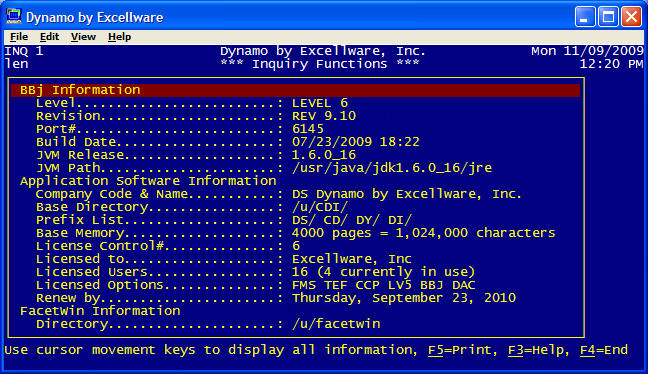 Dynamo by Excellware
File Edit View Help
INQ 1 Dynamo by Excellware, Inc. Mon 11/09/2009
len *** Inquiry Functions *** 12:20 PM
BBj Information
Level.........................: LEVEL 6
Revision......................: REV 9.10
Port#.........................: 6145
Build Date....................: 07/23/2009 18:22
JVM Release...................: 1.6.0_16
JVM Path......................: /usr/java/jdk1.6.0_16/jre
Application Software Information
Company Code & Name...........: DS Dynamo by Excellware, Inc.
Base Directory................: /u/CDI/
Prefix List...................: DS/ CD/ DY/ DI/
Base Memory...................: 4000 pages = 1,024,000 characters
License Control#..............: 6
Licensed to...................: Excellware, Inc
Licensed Users................: 16 (4 currently in use)
Licensed Options..............: FMS TEF CCP LV5 BBJ DAC
Renew by......................: Thursday, September 23, 2010
FacetWin Information
Directory.....................: /u/facetwin
Use cursor movement keys to display all information, F5=Print, F3=Help, F4=End